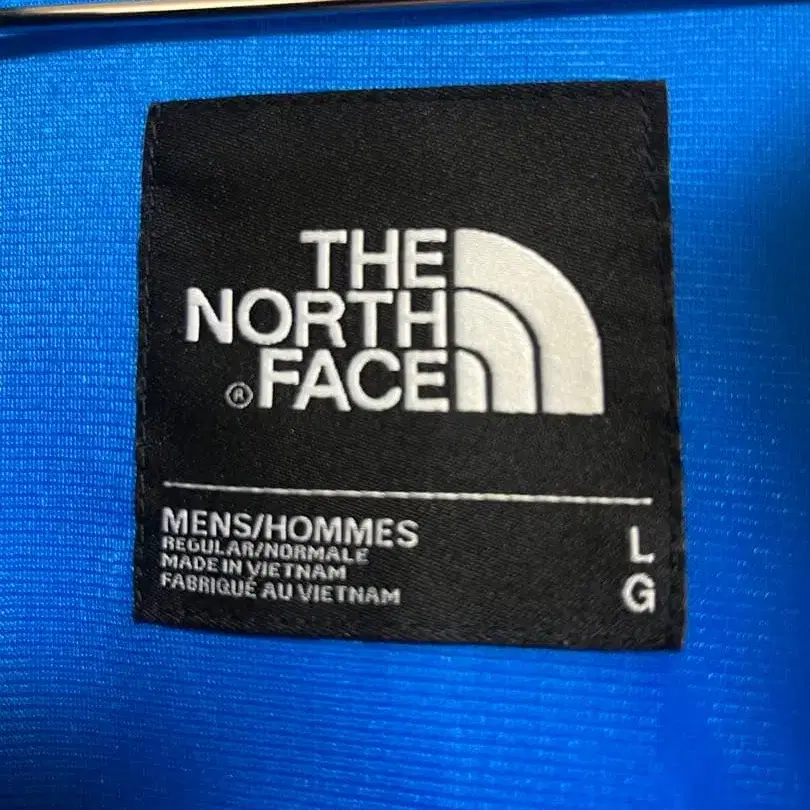 THE
NORTH
® FACE
MENS/HOMMES
REGULAR/NORMALE
MADE IN VIETNAM
FABRIQUÉ AU VIETNAM
L
G